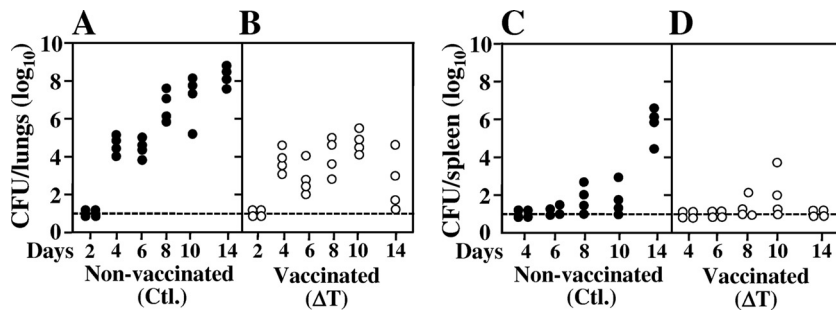 A B C D
CFU/lungs (log10)
10
8
6
4
2
0
Days 2 4 6 8 10 14 2 4 6 8 10 14
Non-vaccinated Vaccinated
(Ctl.) (ΔT)
CFU/spleen (log10)
10
8
6
4
2
0
Days 4 6 8 10 14 4 6 8 10 14
Non-vaccinated Vaccinated
(Ctl.) (ΔT)